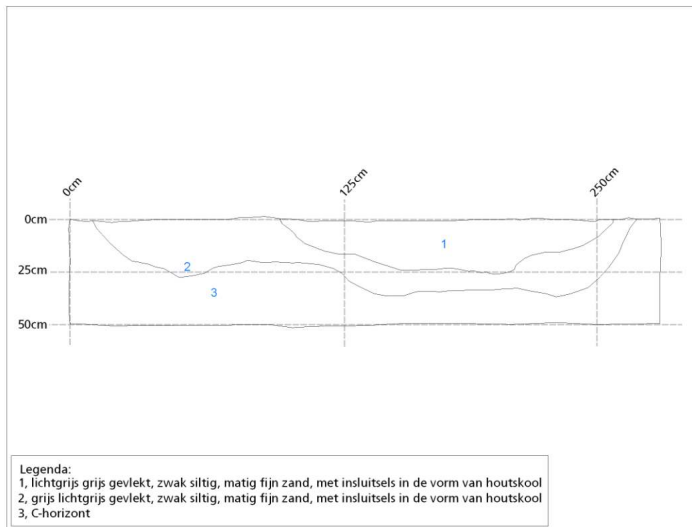 0cm
125cm
250cm
0cm
1
25cm
2
3
50cm
Legenda:
1, lichtgrijs grijs gevlekt, zwak siltig, matig fijn zand, met insluitsels in de vorm van houtskool
2, grijs lichtgrijs gevlekt, zwak siltig, matig fijn zand, met insluitsels in de vorm van houtskool
3, C-horizont